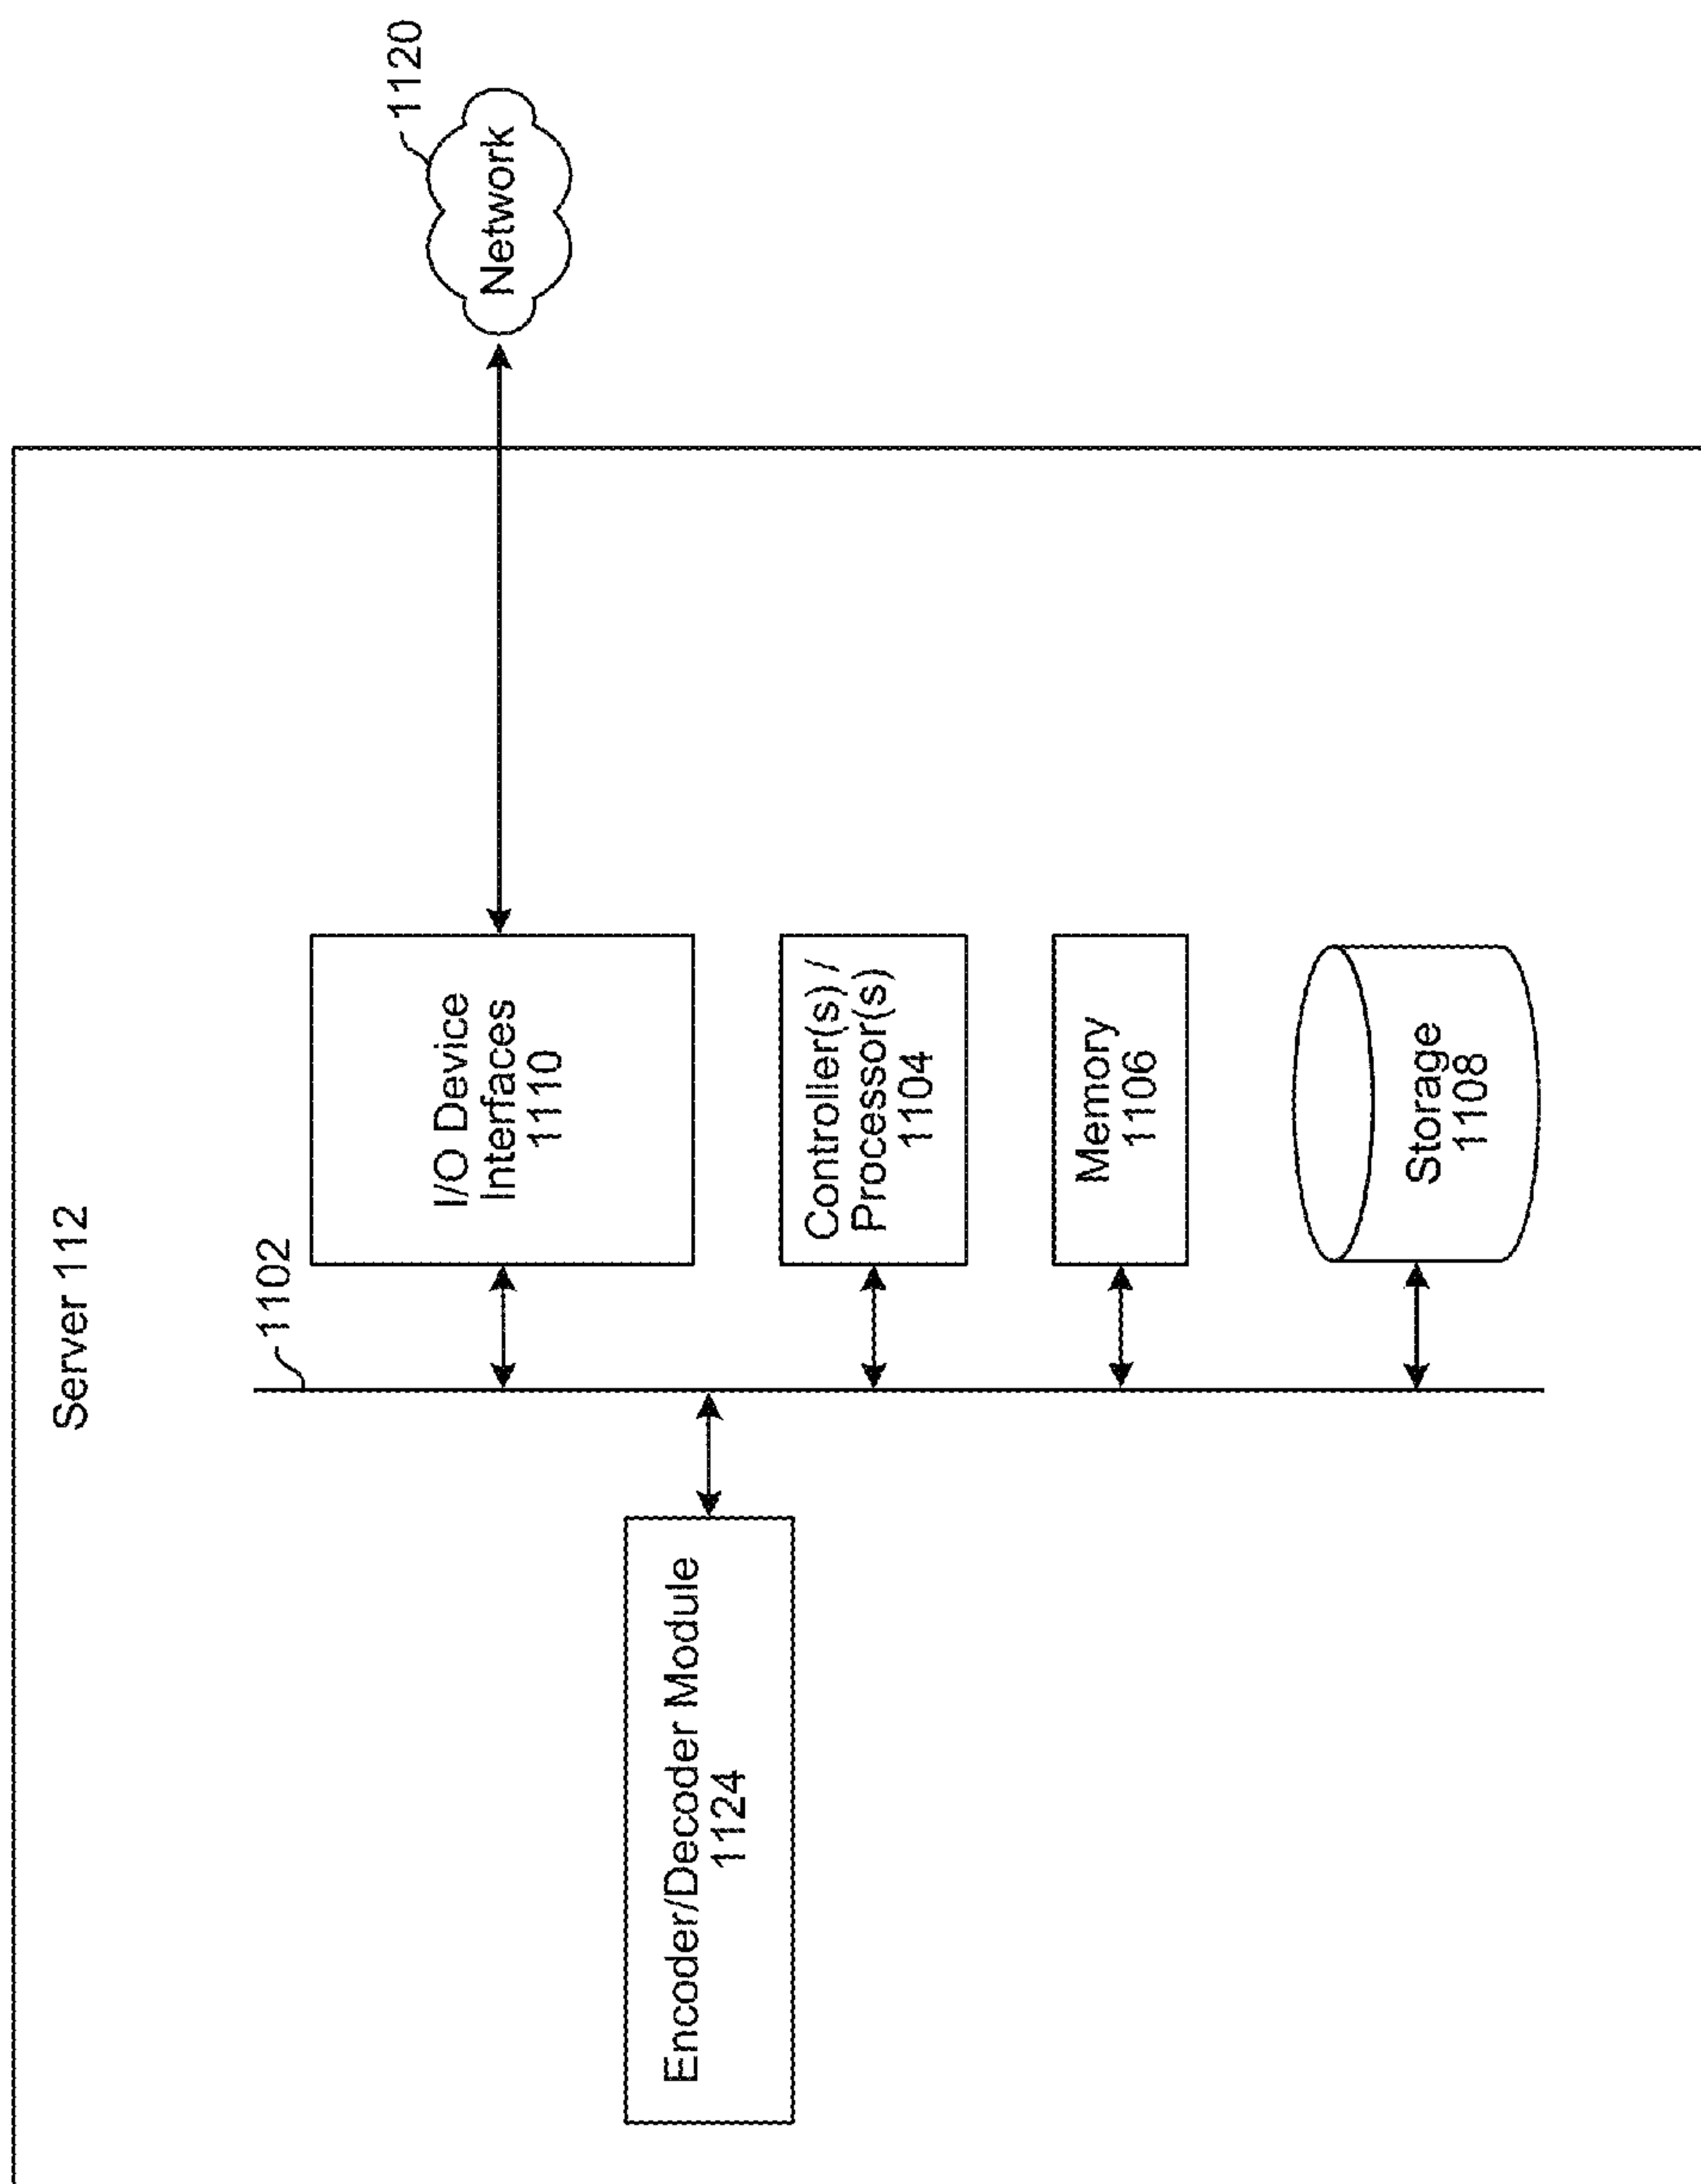 Server 112
1102
I/O Device
Interfaces
1110
Network
1120
Encoder/Decoder Module
1124
Controller(s) /
Processor(s)
1104
Memory
1106
Storage
1108